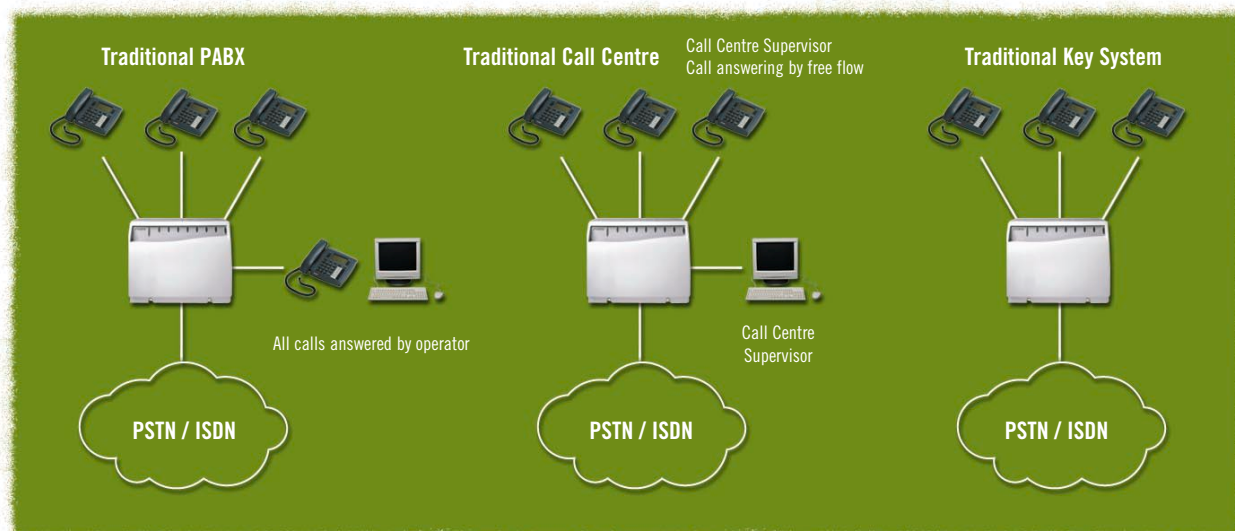 Traditional PABX
All calls answered by operator
PSTN / ISDN
Traditional Call Centre
Call Centre Supervisor
Call answering by free flow
Call Centre
Supervisor
PSTN / ISDN
Traditional Key System
PSTN / ISDN